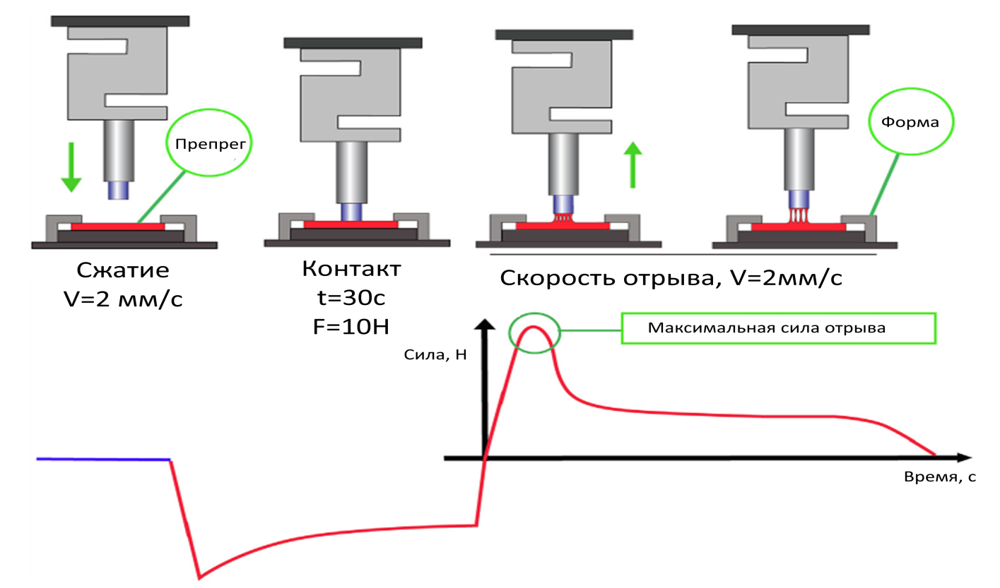 Препрег
Форма
Сжатие
V=2 мм/с
Контакт
t=30с
F=10Н
Скорость отрыва, V=2мм/с
Максимальная сила отрыва
Сила, Н
Время, с